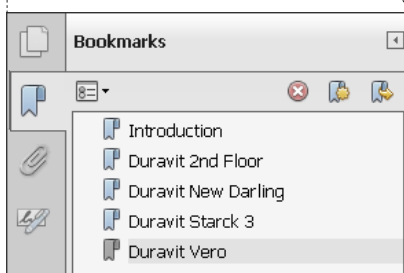 Bookmarks
Introduction
Duravit 2nd Floor
Duravit New Darling
Duravit Starck 3
Duravit Vero